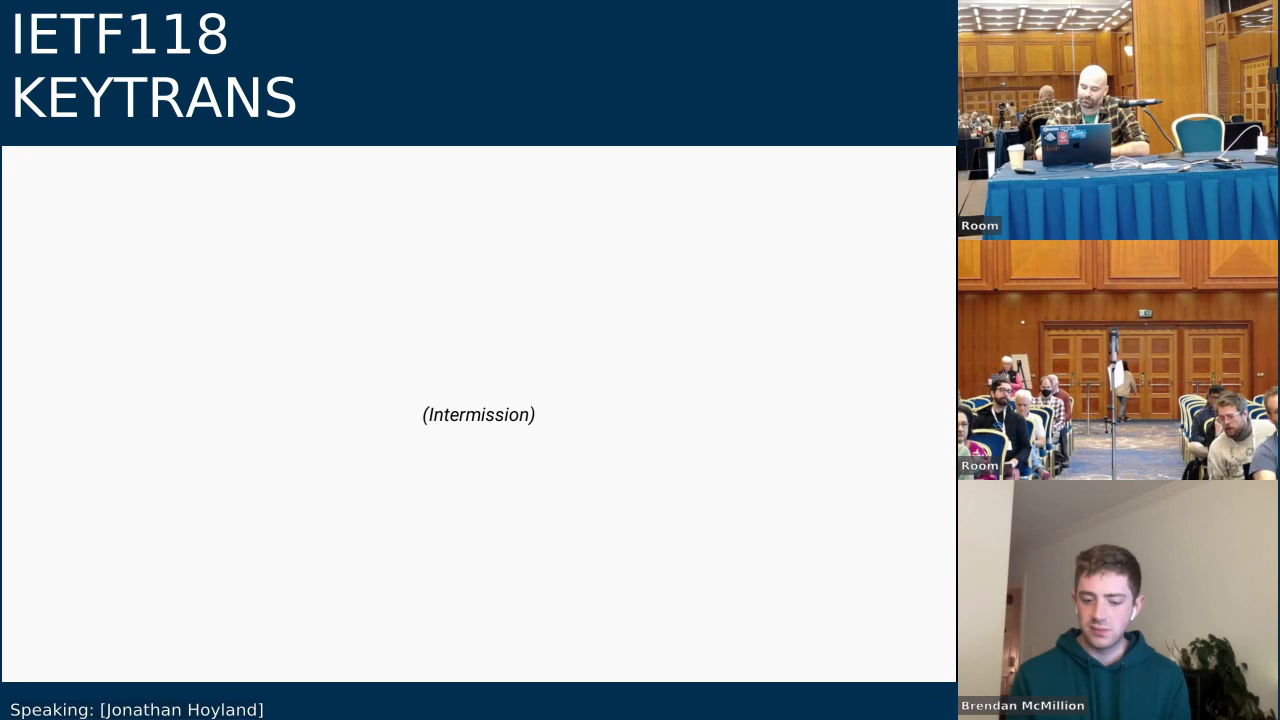 IETF118
KEYTRANS
(Intermission)
Speaking: [Jonathan Hoyland]
Room
Room
Brendan McMillion